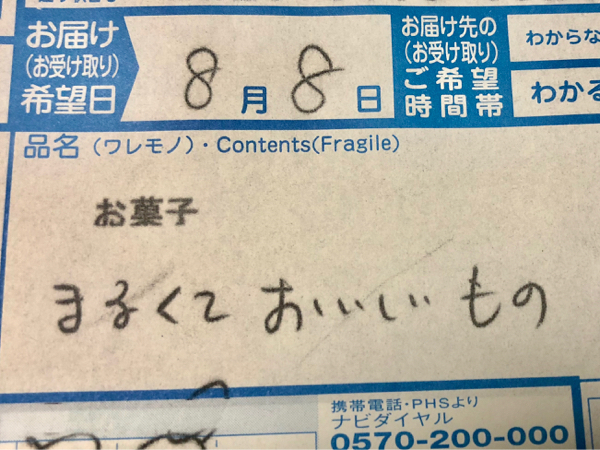 お届け
(お受け取り)
希望日
8月8日
お届け先の
(お受け取り)
ご希望
時間帯
わからな
わかる
品名(ワレモノ)・Contents(Fragile)
お菓子
まるくて おいしい もの
携帯電話・PHSより
ナビダイヤル
0570-200-000